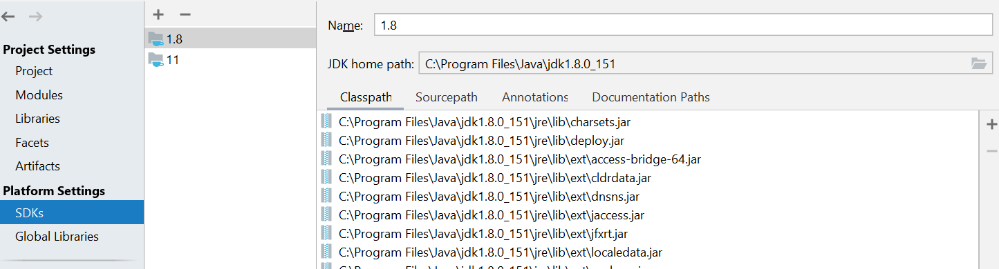 Project Settings
Project
Modules
Libraries
Facets
Artifacts
Platform Settings
SDKs
Global Libraries
1.8
11
Name: 1.8
JDK home path: C:\Program Files\Java\jdk1.8.0_151
Classpath Sourcepath Annotations Documentation Paths
C:\Program Files\Java\jdk1.8.0_151\jre\lib\charsets.jar
C:\Program Files\Java\jdk1.8.0_151\jre\lib\deploy.jar
C:\Program Files\Java\jdk1.8.0_151\jre\lib\ext\access-bridge-64.jar
C:\Program Files\Java\jdk1.8.0_151\jre\lib\ext\cldrdata.jar
C:\Program Files\Java\jdk1.8.0_151\jre\lib\ext\dnsns.jar
C:\Program Files\Java\jdk1.8.0_151\jre\lib\ext\jaccess.jar
C:\Program Files\Java\jdk1.8.0_151\jre\lib\ext\jfxrt.jar
C:\Program Files\Java\jdk1.8.0_151\jre\lib\ext\localedata.jar